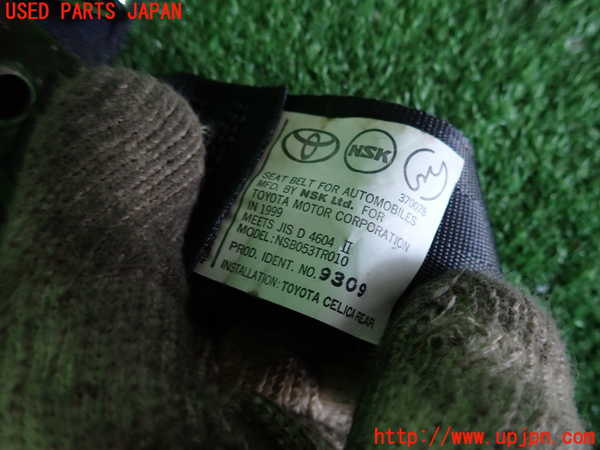 USED PARTS JAPAN
NSK
370078
SEAT BELT FOR AUTOMOBILES
MFD. BY NSK Ltd. FOR
TOYOTA MOTOR CORPORATION
IN 1999
MEETS JIS D 4604 II
MODEL: NSB053TR010
PROD. IDENT. NO. 9309
INSTALLATION: TOYOTA CELICA REAR
http://www.upjpn.com/